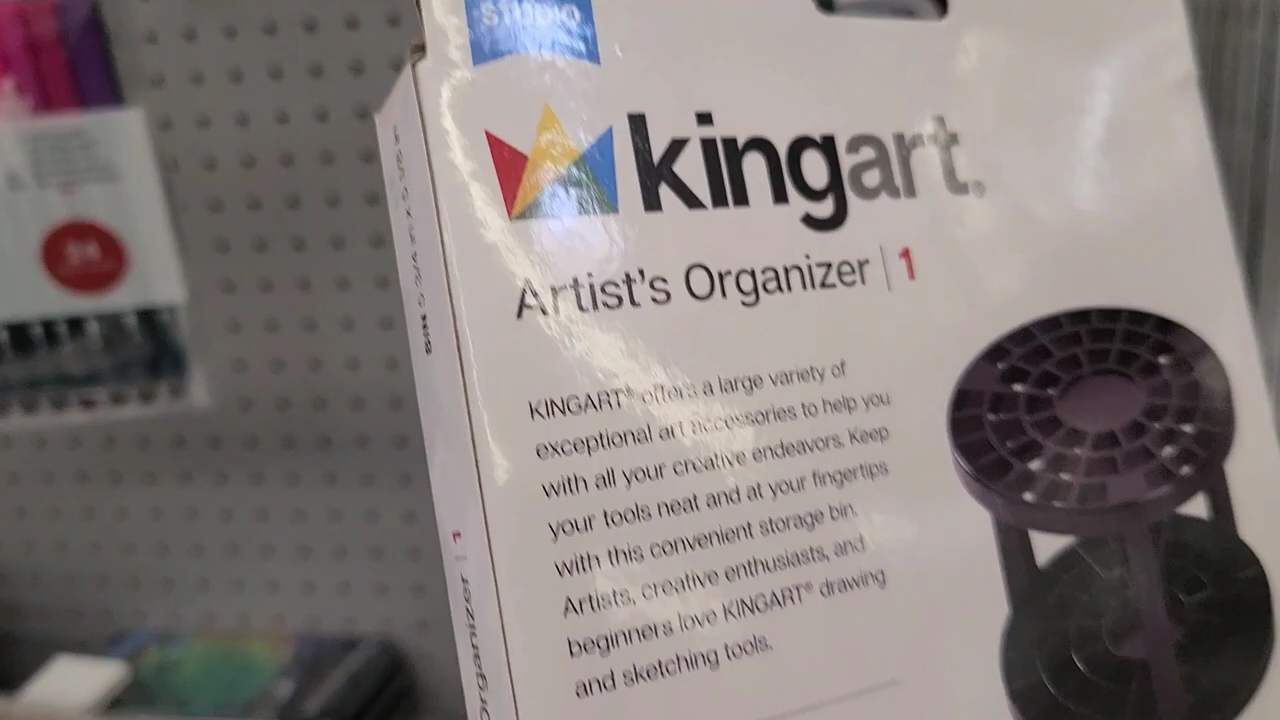 STUDIO
kingart®
Artist's Organizer | 1
KINGART® offers a large variety of
exceptional art accessories to help you
with all your creative endeavors. Keep
your tools neat and at your fingertips
with this convenient storage bin.
Artists, creative enthusiasts, and
beginners love KINGART® drawing
and sketching tools.
Organizer | 1
24